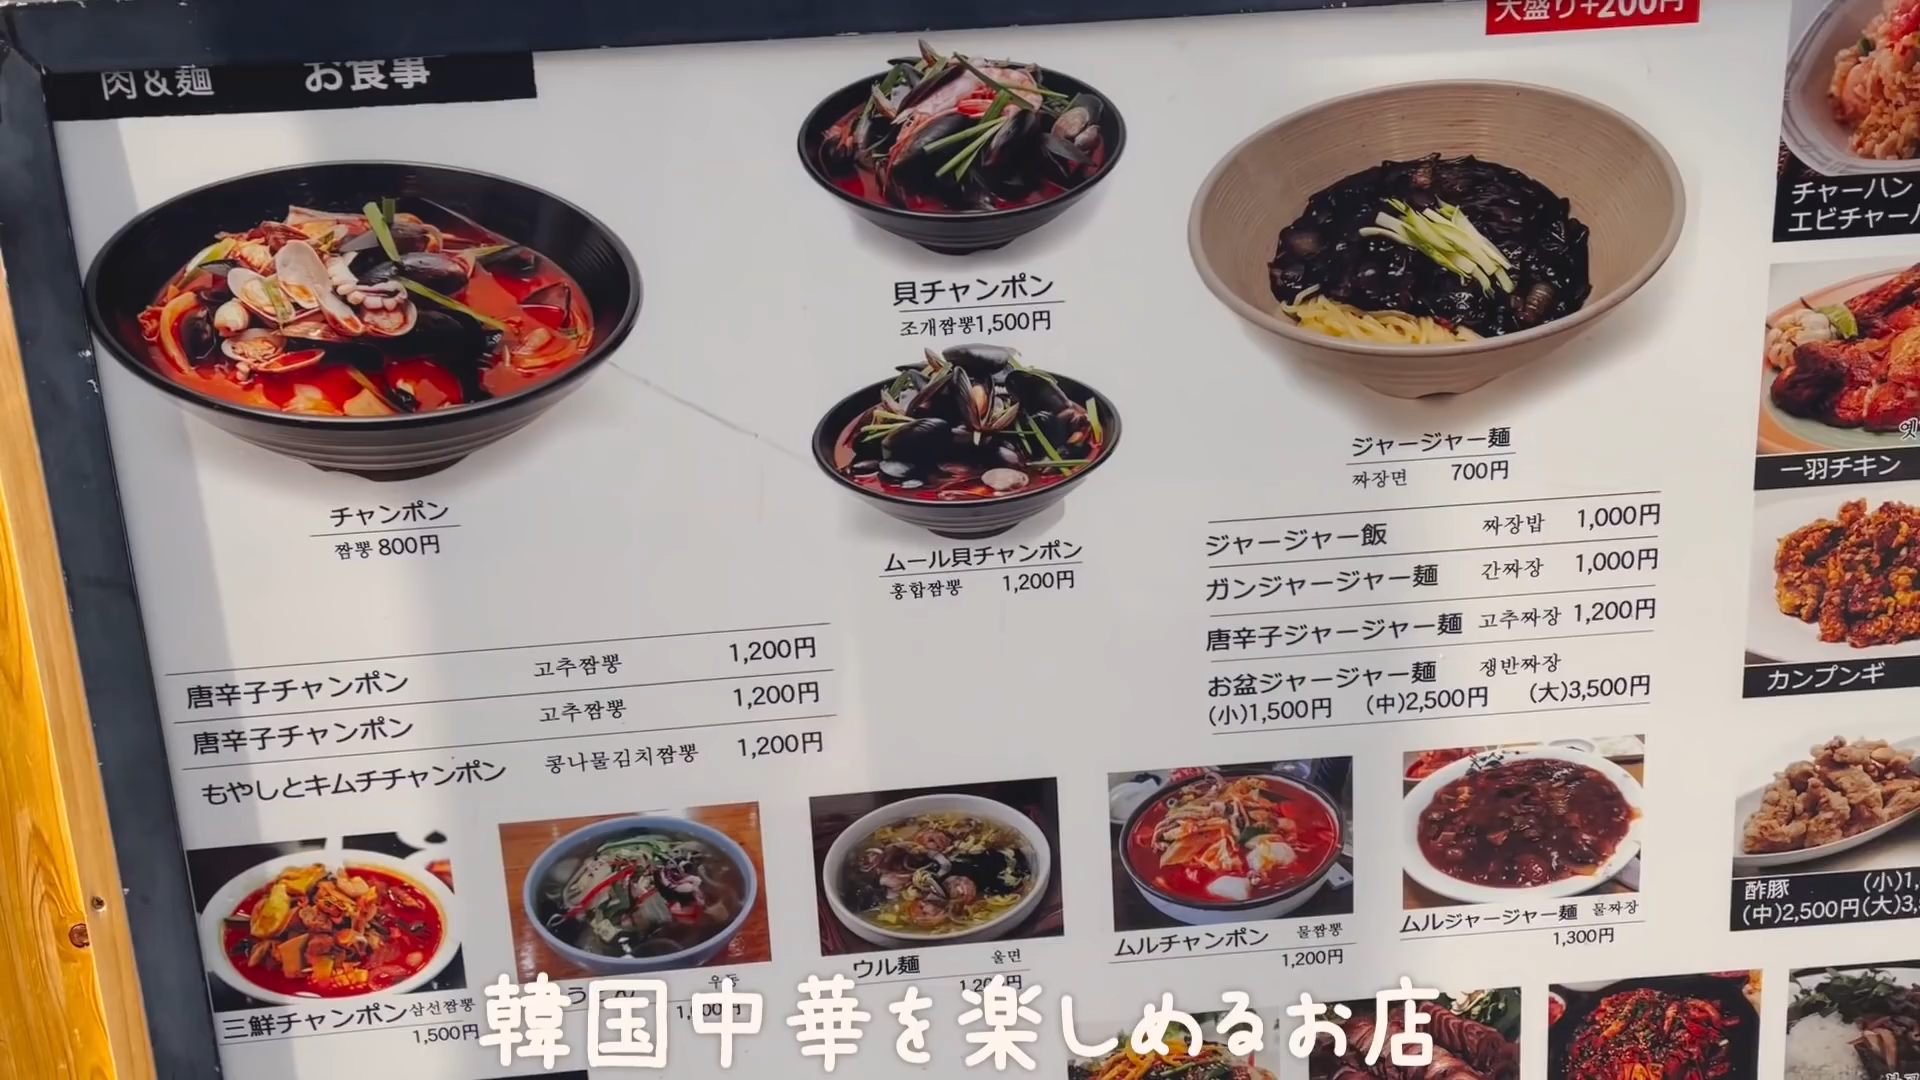 大盛り+200円
肉&麺 お食事
チャンポン
짬뽕 800円
貝チャンポン
조개짬뽕1,500円
ムール貝チャンポン
홍합짬뽕 1,200円
ジャージャー麺
짜장면 700円
ジャージャー飯 짜장밥 1,000円
ガンジャージャー麺 간짜장 1,000円
唐辛子ジャージャー麺 고추짜장 1,200円
お盆ジャージャー麺 쟁반짜장
(小)1,500円 (中)2,500円 (大)3,500円
唐辛子チャンポン 고추짬뽕 1,200円
唐辛子チャンポン 고추짬뽕 1,200円
もやしとキムチチャンポン 콩나물김치짬뽕 1,200円
三鮮チャンポン 삼선짬뽕
1,500円
ウル麺 울면
ムルチャンポン 물짬뽕
1,200円
ムルジャージャー麺 물짜장
1,300円
チャーハン
エビチャーハ
一羽チキン
カンプンギ
酢豚 (小)1,
(中)2,500円(大)3,
韓国中華を楽しめるお店